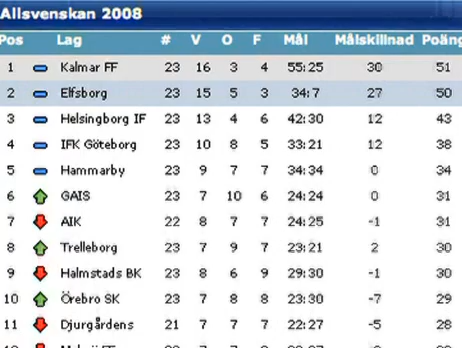 Allsvenskan 2008
Pos Lag # V O F Mål Målskillnad Poäng
1 Kalmar FF 23 16 3 4 55:25 30 51
2 Elfsborg 23 15 5 3 34:7 27 50
3 Helsingborg IF 23 13 4 6 42:30 12 43
4 IFK Göteborg 23 10 8 5 33:21 12 38
5 Hammarby 23 9 7 7 34:34 0 34
6 GAIS 23 7 10 6 24:24 0 31
7 AIK 22 8 7 7 24:25 -1 31
8 Trelleborg 23 7 9 7 23:21 2 30
9 Halmstads BK 23 8 6 9 29:30 -1 30
10 Örebro SK 23 7 8 8 23:30 -7 29
11 Djurgårdens 21 7 7 7 22:27 -5 28